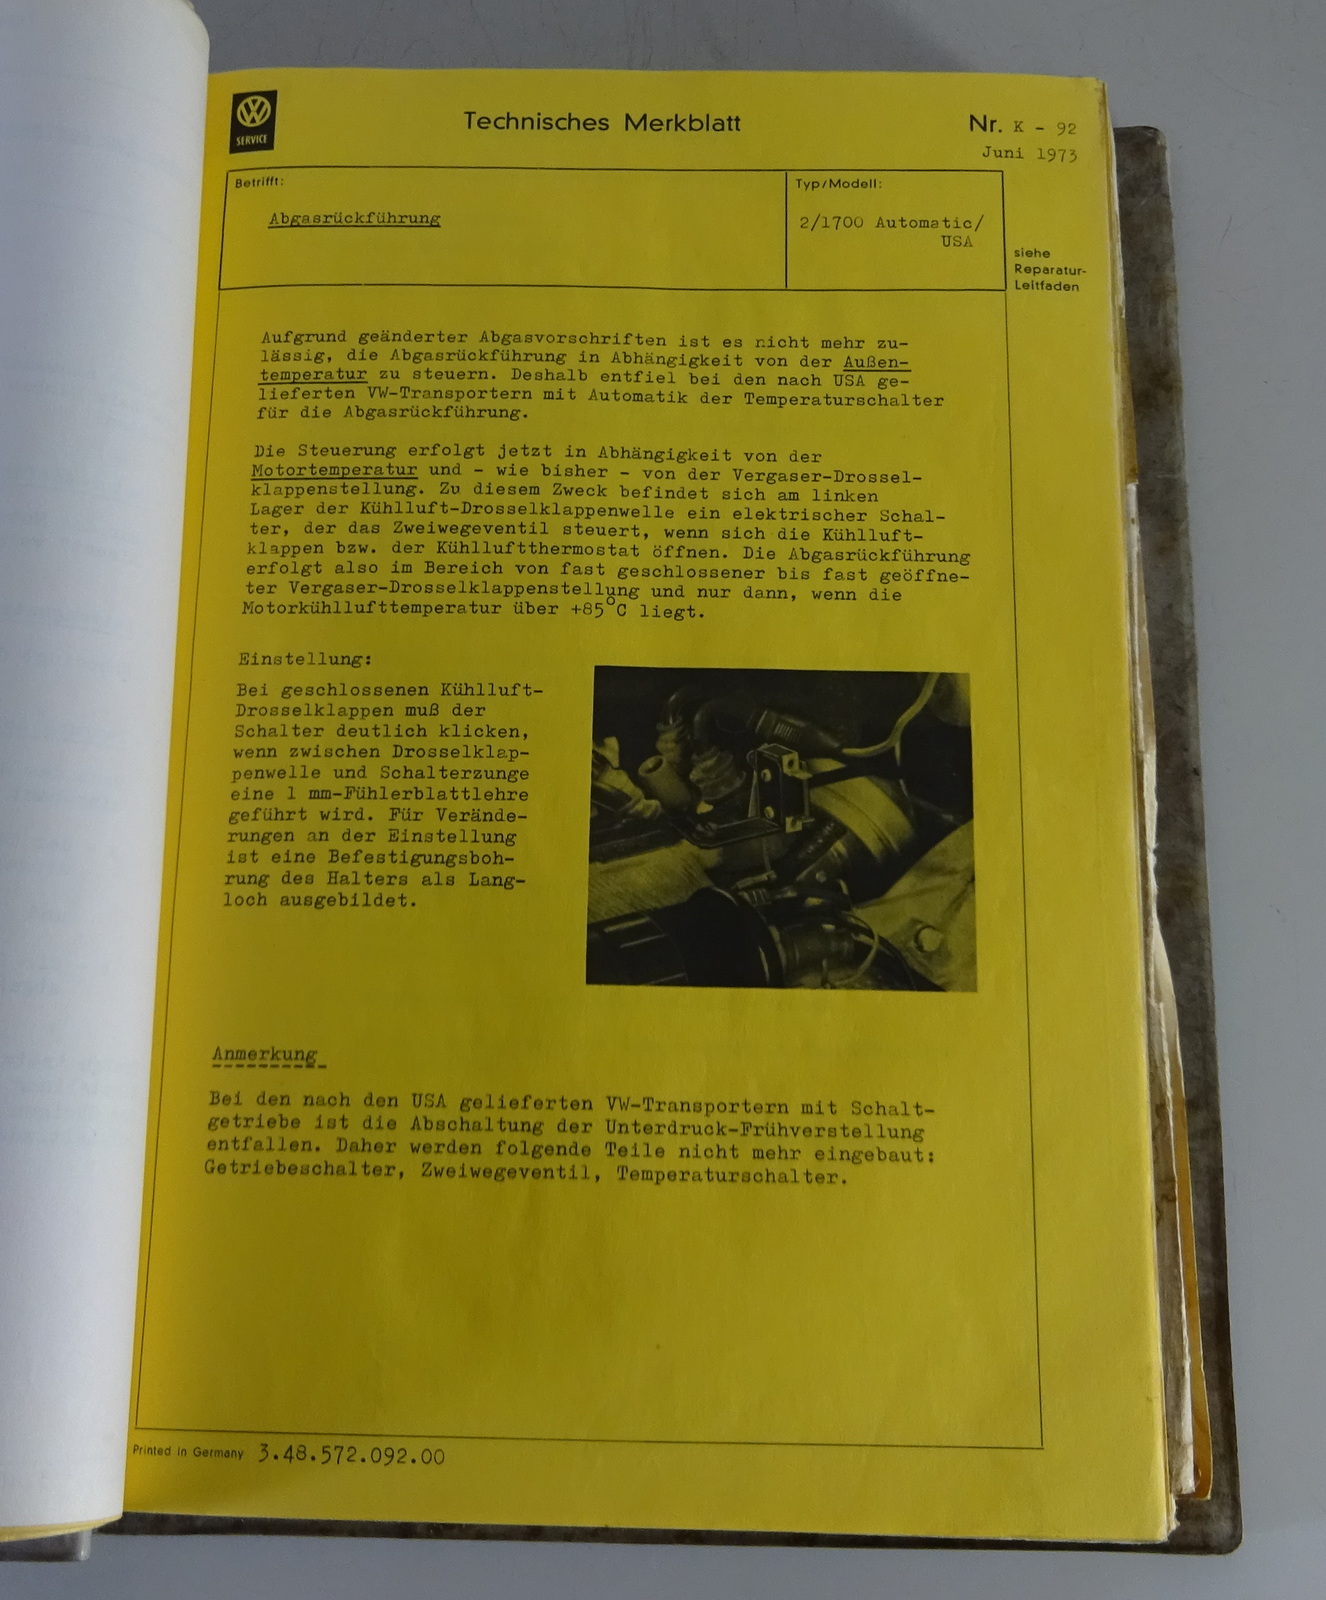 VW
SERVICE
Technisches Merkblatt
Nr. K - 92
Juni 1973
Betrifft:
Abgasrückführung
Typ/Modell:
2/1700 Automatic/
USA
siehe
Reparatur-
Leitfaden
Aufgrund geänderter Abgasvorschriften ist es nicht mehr zu-
lässig, die Abgasrückführung in Abhängigkeit von der Außen-
temperatur zu steuern. Deshalb entfiel bei den nach USA ge-
lieferten VW-Transportern mit Automatik der Temperaturschalter
für die Abgasrückführung.
Die Steuerung erfolgt jetzt in Abhängigkeit von der
Motortemperatur und - wie bisher - von der Vergaser-Drossel-
klappenstellung. Zu diesem Zweck befindet sich am linken
Lager der Kühlluft-Drosselklappenwelle ein elektrischer Schal-
ter, der das Zweiwegeventil steuert, wenn sich die Kühlluft-
klappen bzw. der Kühlluftthermostat öffnen. Die Abgasrückführung
erfolgt also im Bereich von fast geschlossener bis fast geöffne-
ter Vergaser-Drosselklappenstellung und nur dann, wenn die
Motorkühllufttemperatur über +85°C liegt.
Einstellung:
Bei geschlossenen Kühlluft-
Drosselklappen muß der
Schalter deutlich klicken,
wenn zwischen Drosselklap-
penwelle und Schalterzunge
eine 1 mm-Fühlerblattlehre
geführt wird. Für Verände-
rungen an der Einstellung
ist eine Befestigungsboh-
rung des Halters als Lang-
loch ausgebildet.
Anmerkung
Bei den nach den USA gelieferten VW-Transportern mit Schalt-
getriebe ist die Abschaltung der Unterdruck-Frühverstellung
entfallen. Daher werden folgende Teile nicht mehr eingebaut:
Getriebeschalter, Zweiwegeventil, Temperaturschalter.
Printed in Germany 3.48.572.092.00